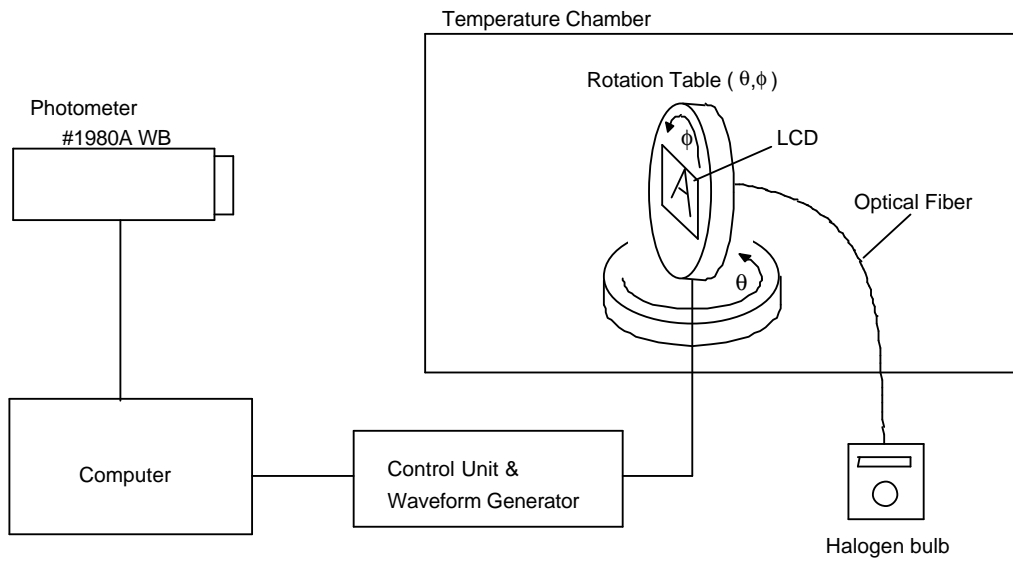 Temperature Chamber
Rotation Table ( θ,ϕ )
Photometer
#1980A WB
ϕ
LCD
A
Optical Fiber
θ
Computer
Control Unit &
Waveform Generator
Halogen bulb